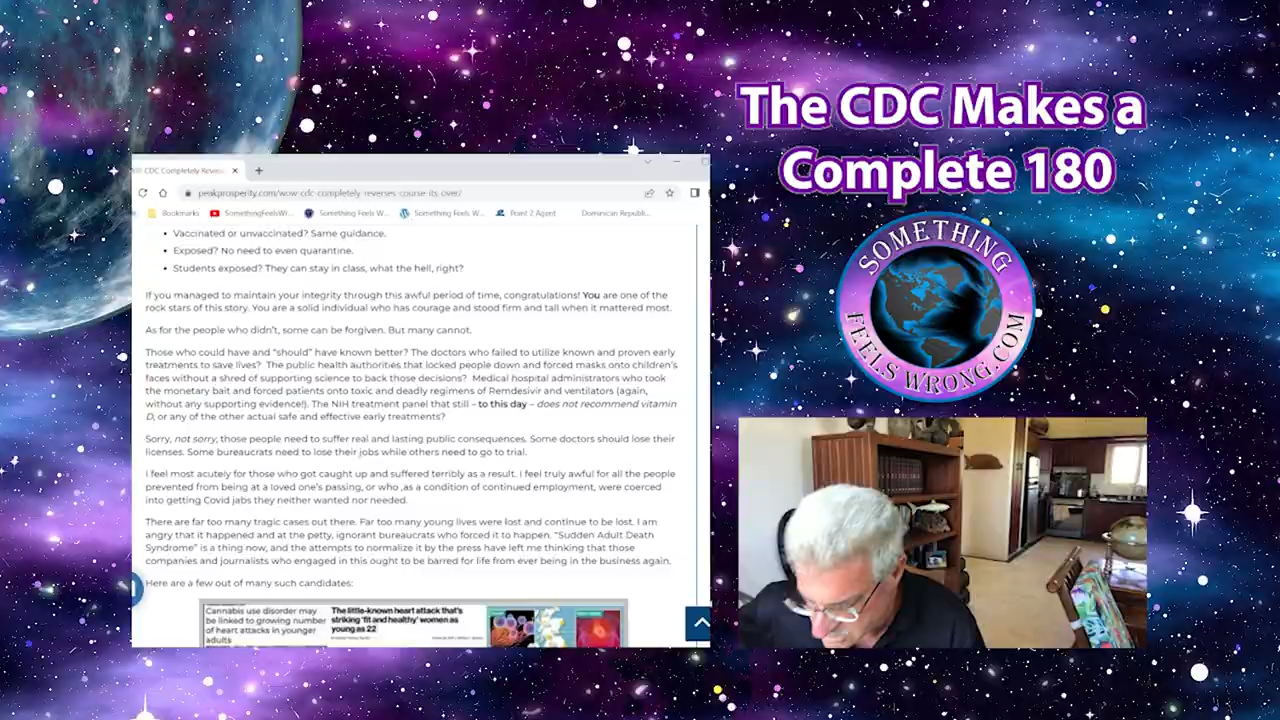 The CDC Makes a
Complete 180
SOMETHING
FEELS WRONG.COM
CDC Completely Revers
peakprosperity.com/wow-cdc-completely-reverses-course-its-over/
Bookmarks SomethingFeelsWr... Something Feels W... Something Feels W... Point 2 Agent Dominican Republi...
• Vaccinated or unvaccinated? Same guidance.
• Exposed? No need to even quarantine.
• Students exposed? They can stay in class, what the hell, right?
If you managed to maintain your integrity through this awful period of time, congratulations! You are one of the
rock stars of this story. You are a solid individual who has courage and stood firm and tall when it mattered most.
As for the people who didn't, some can be forgiven. But many cannot.
Those who could have and "should" have known better? The doctors who failed to utilize known and proven early
treatments to save lives? The public health authorities that locked people down and forced masks onto children's
faces without a shred of supporting science to back those decisions? Medical hospital administrators who took
the monetary bait and forced patients onto toxic and deadly regimens of Remdesivir and ventilators (again,
without any supporting evidence!). The NIH treatment panel that still – to this day – does not recommend vitamin
D, or any of the other actual safe and effective early treatments?
Sorry, not sorry, those people need to suffer real and lasting public consequences. Some doctors should lose their
licenses. Some bureaucrats need to lose their jobs while others need to go to trial.
I feel most acutely for those who got caught up and suffered terribly as a result. I feel truly awful for all the people
prevented from being at a loved one's passing, or who ,as a condition of continued employment, were coerced
into getting Covid jabs they neither wanted nor needed.
There are far too many tragic cases out there. Far too many young lives were lost and continue to be lost. I am
angry that it happened and at the petty, ignorant bureaucrats who forced it to happen. "Sudden Adult Death
Syndrome" is a thing now, and the attempts to normalize it by the press have left me thinking that those
companies and journalists who engaged in this ought to be barred for life from ever being in the business again.
Here are a few out of many such candidates:
Cannabis use disorder may
be linked to growing number
of heart attacks in younger
adults
The little-known heart attack that's
striking 'fit and healthy' women as
young as 22